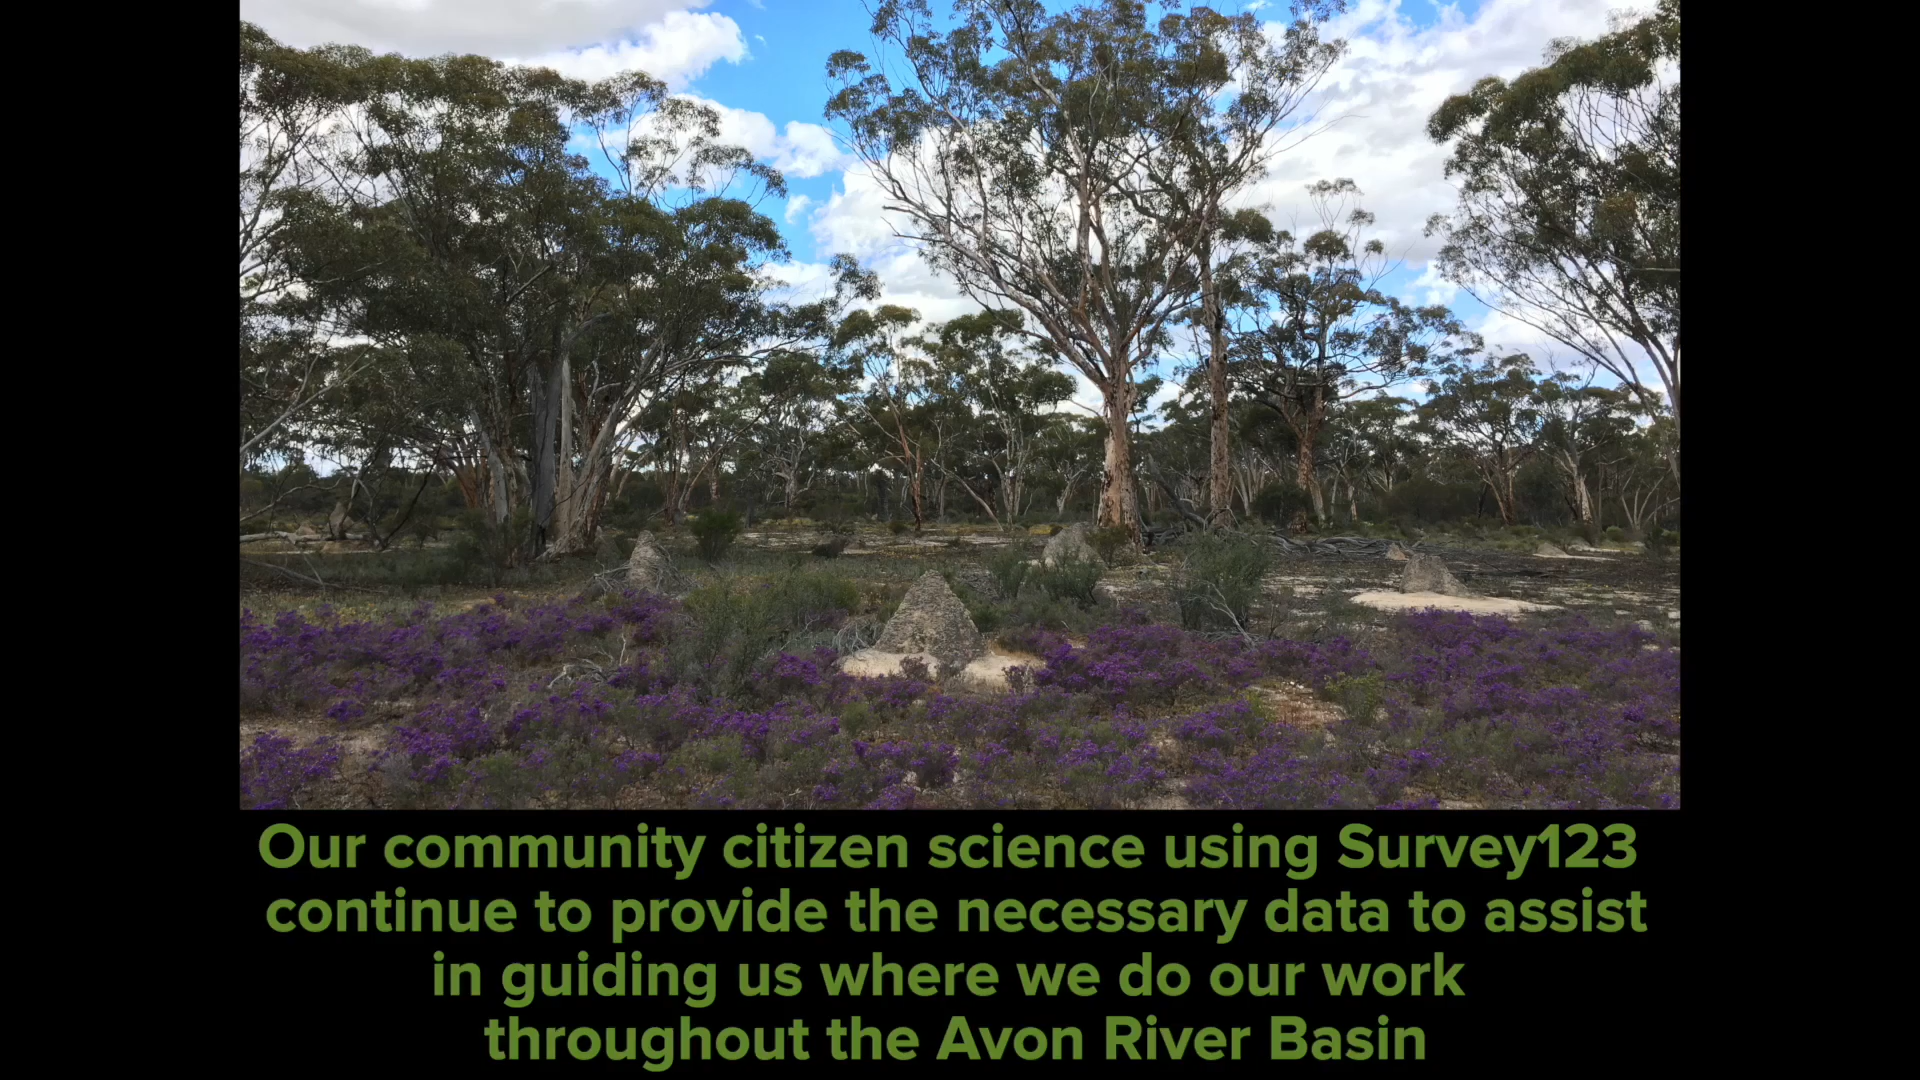 Our community citizen science using Survey123
continue to provide the necessary data to assist
in guiding us where we do our work
throughout the Avon River Basin